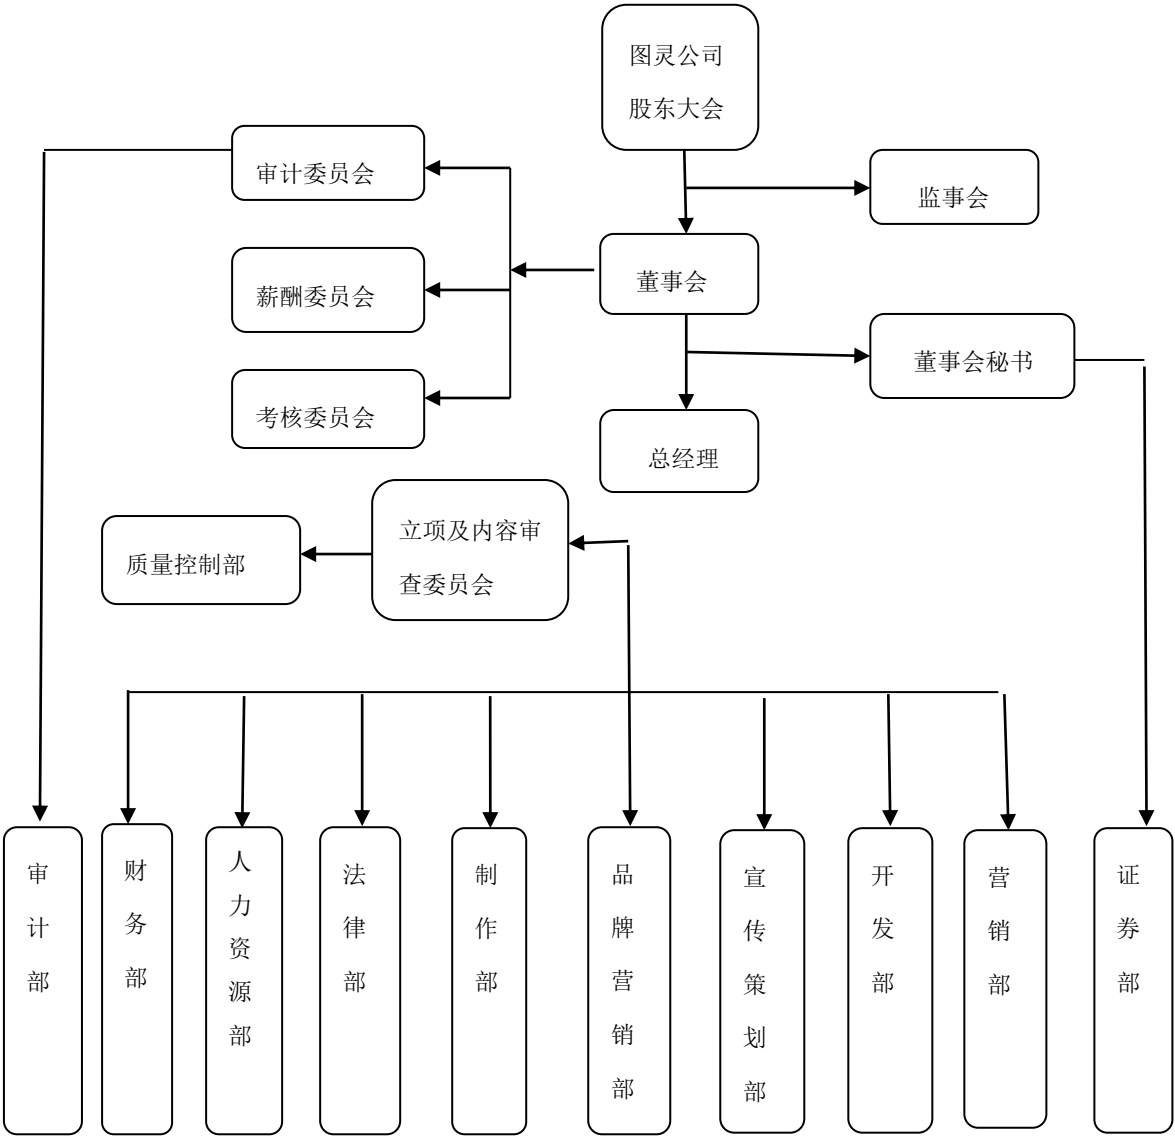 图灵公司
股东大会
审计委员会
监事会
董事会
薪酬委员会
董事会秘书
考核委员会
总经理
立项及内容审
查委员会
质量控制部
审计部
财务部
人力资源部
法律部
制作部
品牌营销部
宣传策划部
开发部
营销部
证券部